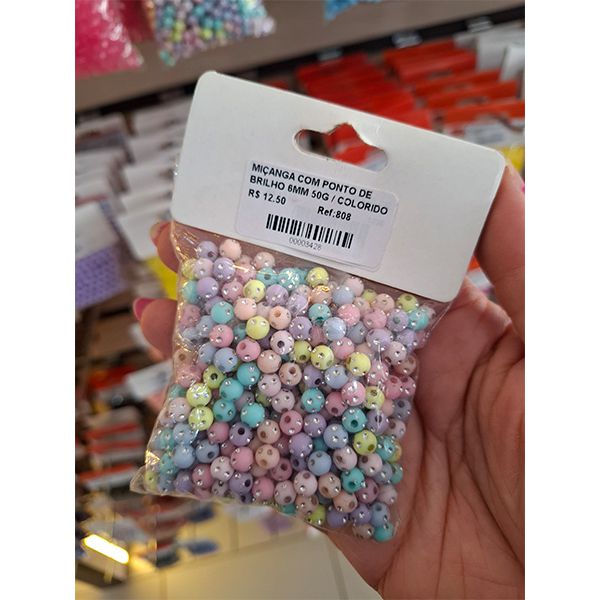 MIÇANGA COM PONTO DE
BRILHO 6MM 50G / COLORIDO
R$ 12.50 Ref:808
00003428